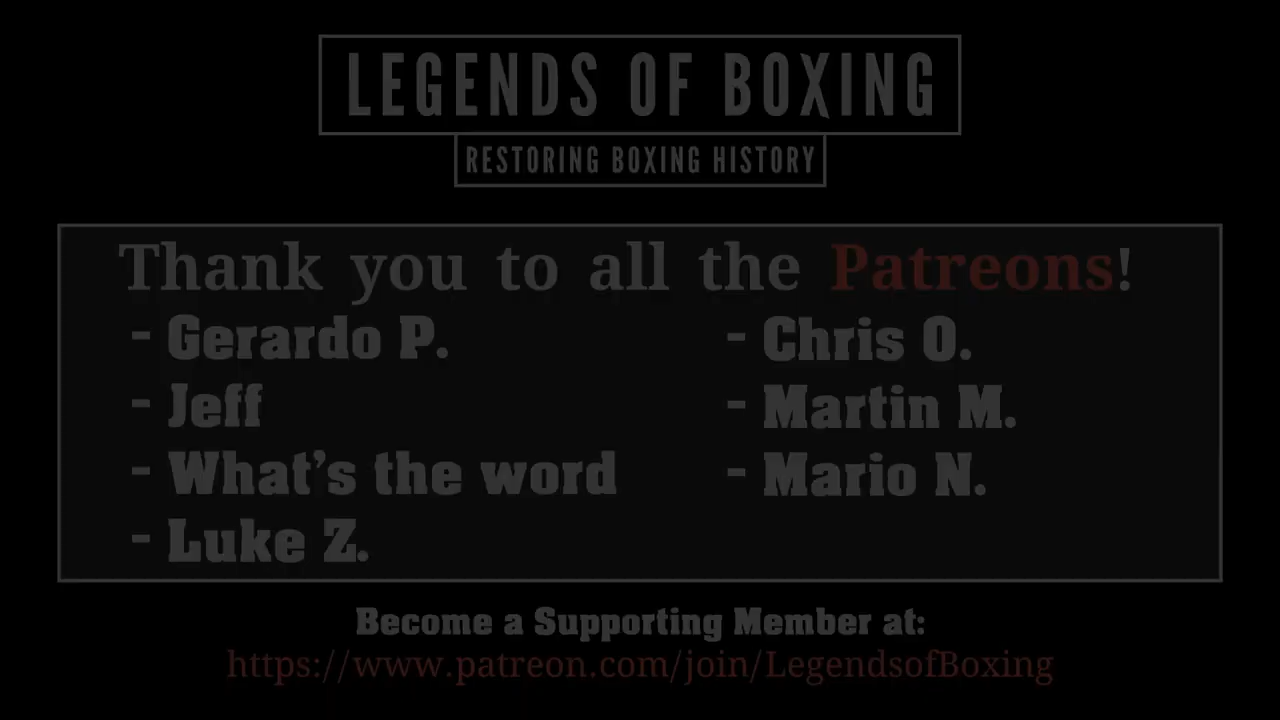 LEGENDS OF BOXING
RESTORING BOXING HISTORY
Thank you to all the Patreons!
- Gerardo P.
- Jeff
- What's the word
- Luke Z.
- Chris O.
- Martin M.
- Mario N.
Become a Supporting Member at:
https://www.patreon.com/join/LegendsofBoxing